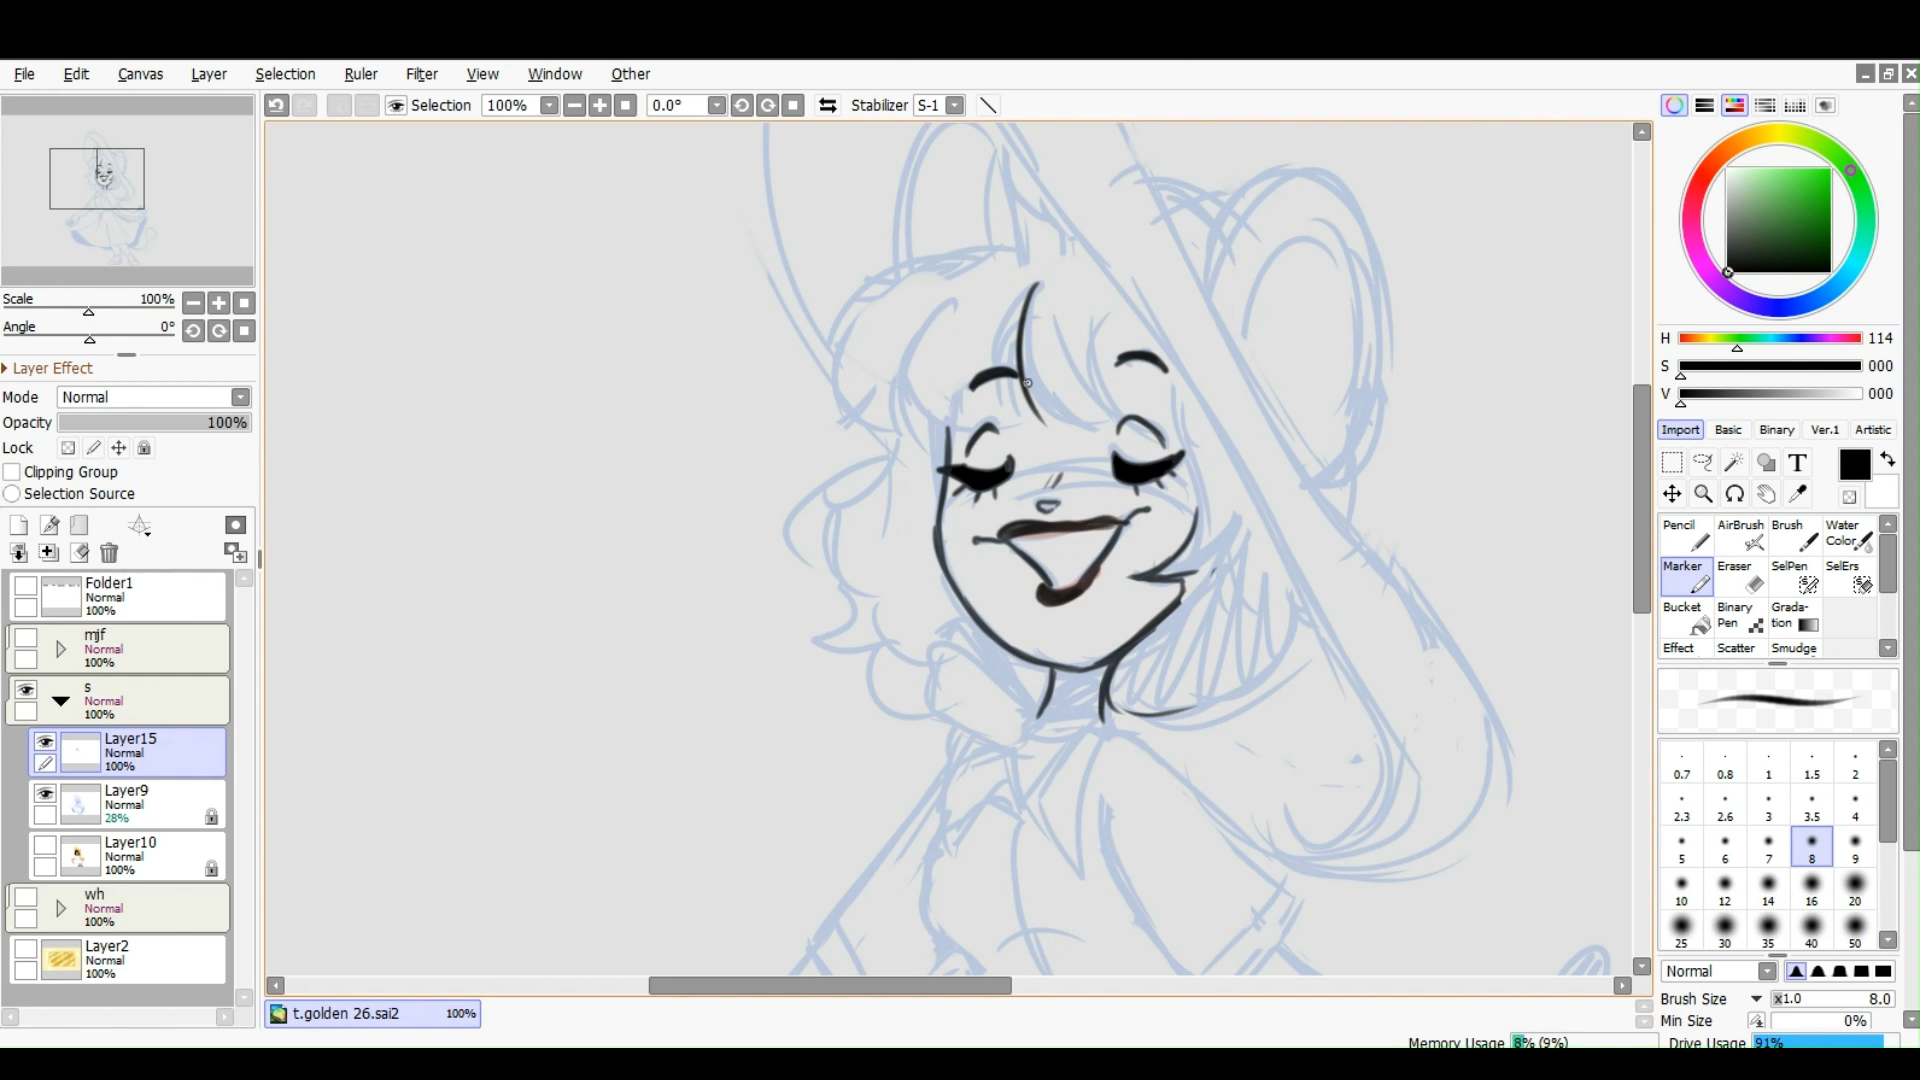 File Edit Canvas Layer Selection Ruler Filter View Window Other
Selection 100% 0.0° Stabilizer S-1
Scale 100%
Angle 0°
Layer Effect
Mode Normal
Opacity 100%
Lock
Clipping Group
Selection Source
Folder1
Normal
100%
mjf
Normal
100%
s
Normal
100%
Layer15
Normal
100%
Layer9
Normal
28%
Layer10
Normal
100%
wh
Normal
100%
Layer2
Normal
100%
t.golden 26.sai2 100%
H 114
S 000
V 000
Import Basic Binary Ver.1 Artistic
T
Pencil AirBrush Brush Water Color
Marker Eraser SelPen SelErs
Bucket Binary Pen Grada-tion
Effect Scatter Smudge
0.7 0.8 1 1.5 2
2.3 2.6 3 3.5 4
5 6 7 8 9
10 12 14 16 20
25 30 35 40 50
Normal
Brush Size x1.0 8.0
Min Size 0%
Memory Usage 8% (9%) Drive Usage 91%